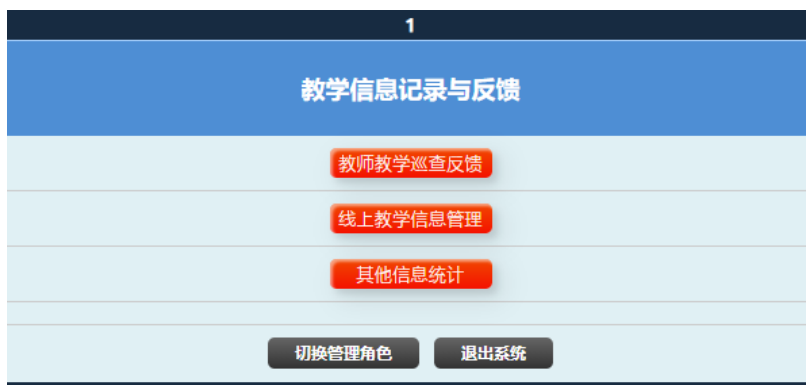 1
教学信息记录与反馈
教师教学巡查反馈
线上教学信息管理
其他信息统计
切换管理角色 退出系统